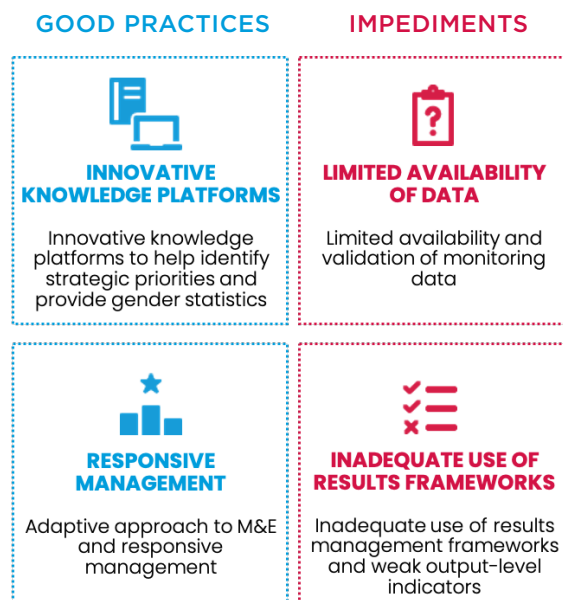 GOOD PRACTICES
IMPEDIMENTS
INNOVATIVE
KNOWLEDGE PLATFORMS
Innovative knowledge
platforms to help identify
strategic priorities and
provide gender statistics
LIMITED AVAILABILITY
OF DATA
Limited availability and
validation of monitoring
data
RESPONSIVE
MANAGEMENT
Adaptive approach to M&E
and responsive
management
INADEQUATE USE OF
RESULTS FRAMEWORKS
Inadequate use of results
management frameworks
and weak output-level
indicators